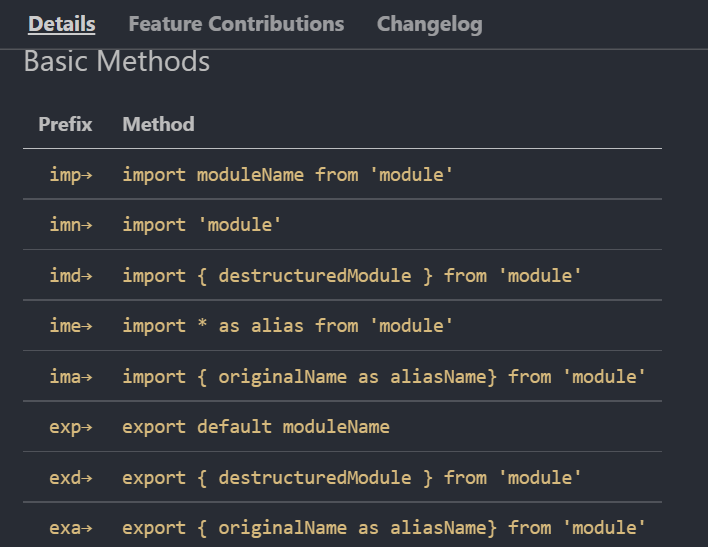 Details Feature Contributions Changelog
Basic Methods
Prefix Method
imp→ import moduleName from 'module'
imn→ import 'module'
imd→ import { destructuredModule } from 'module'
ime→ import * as alias from 'module'
ima→ import { originalName as aliasName} from 'module'
exp→ export default moduleName
exd→ export { destructuredModule } from 'module'
exa→ export { originalName as aliasName} from 'module'